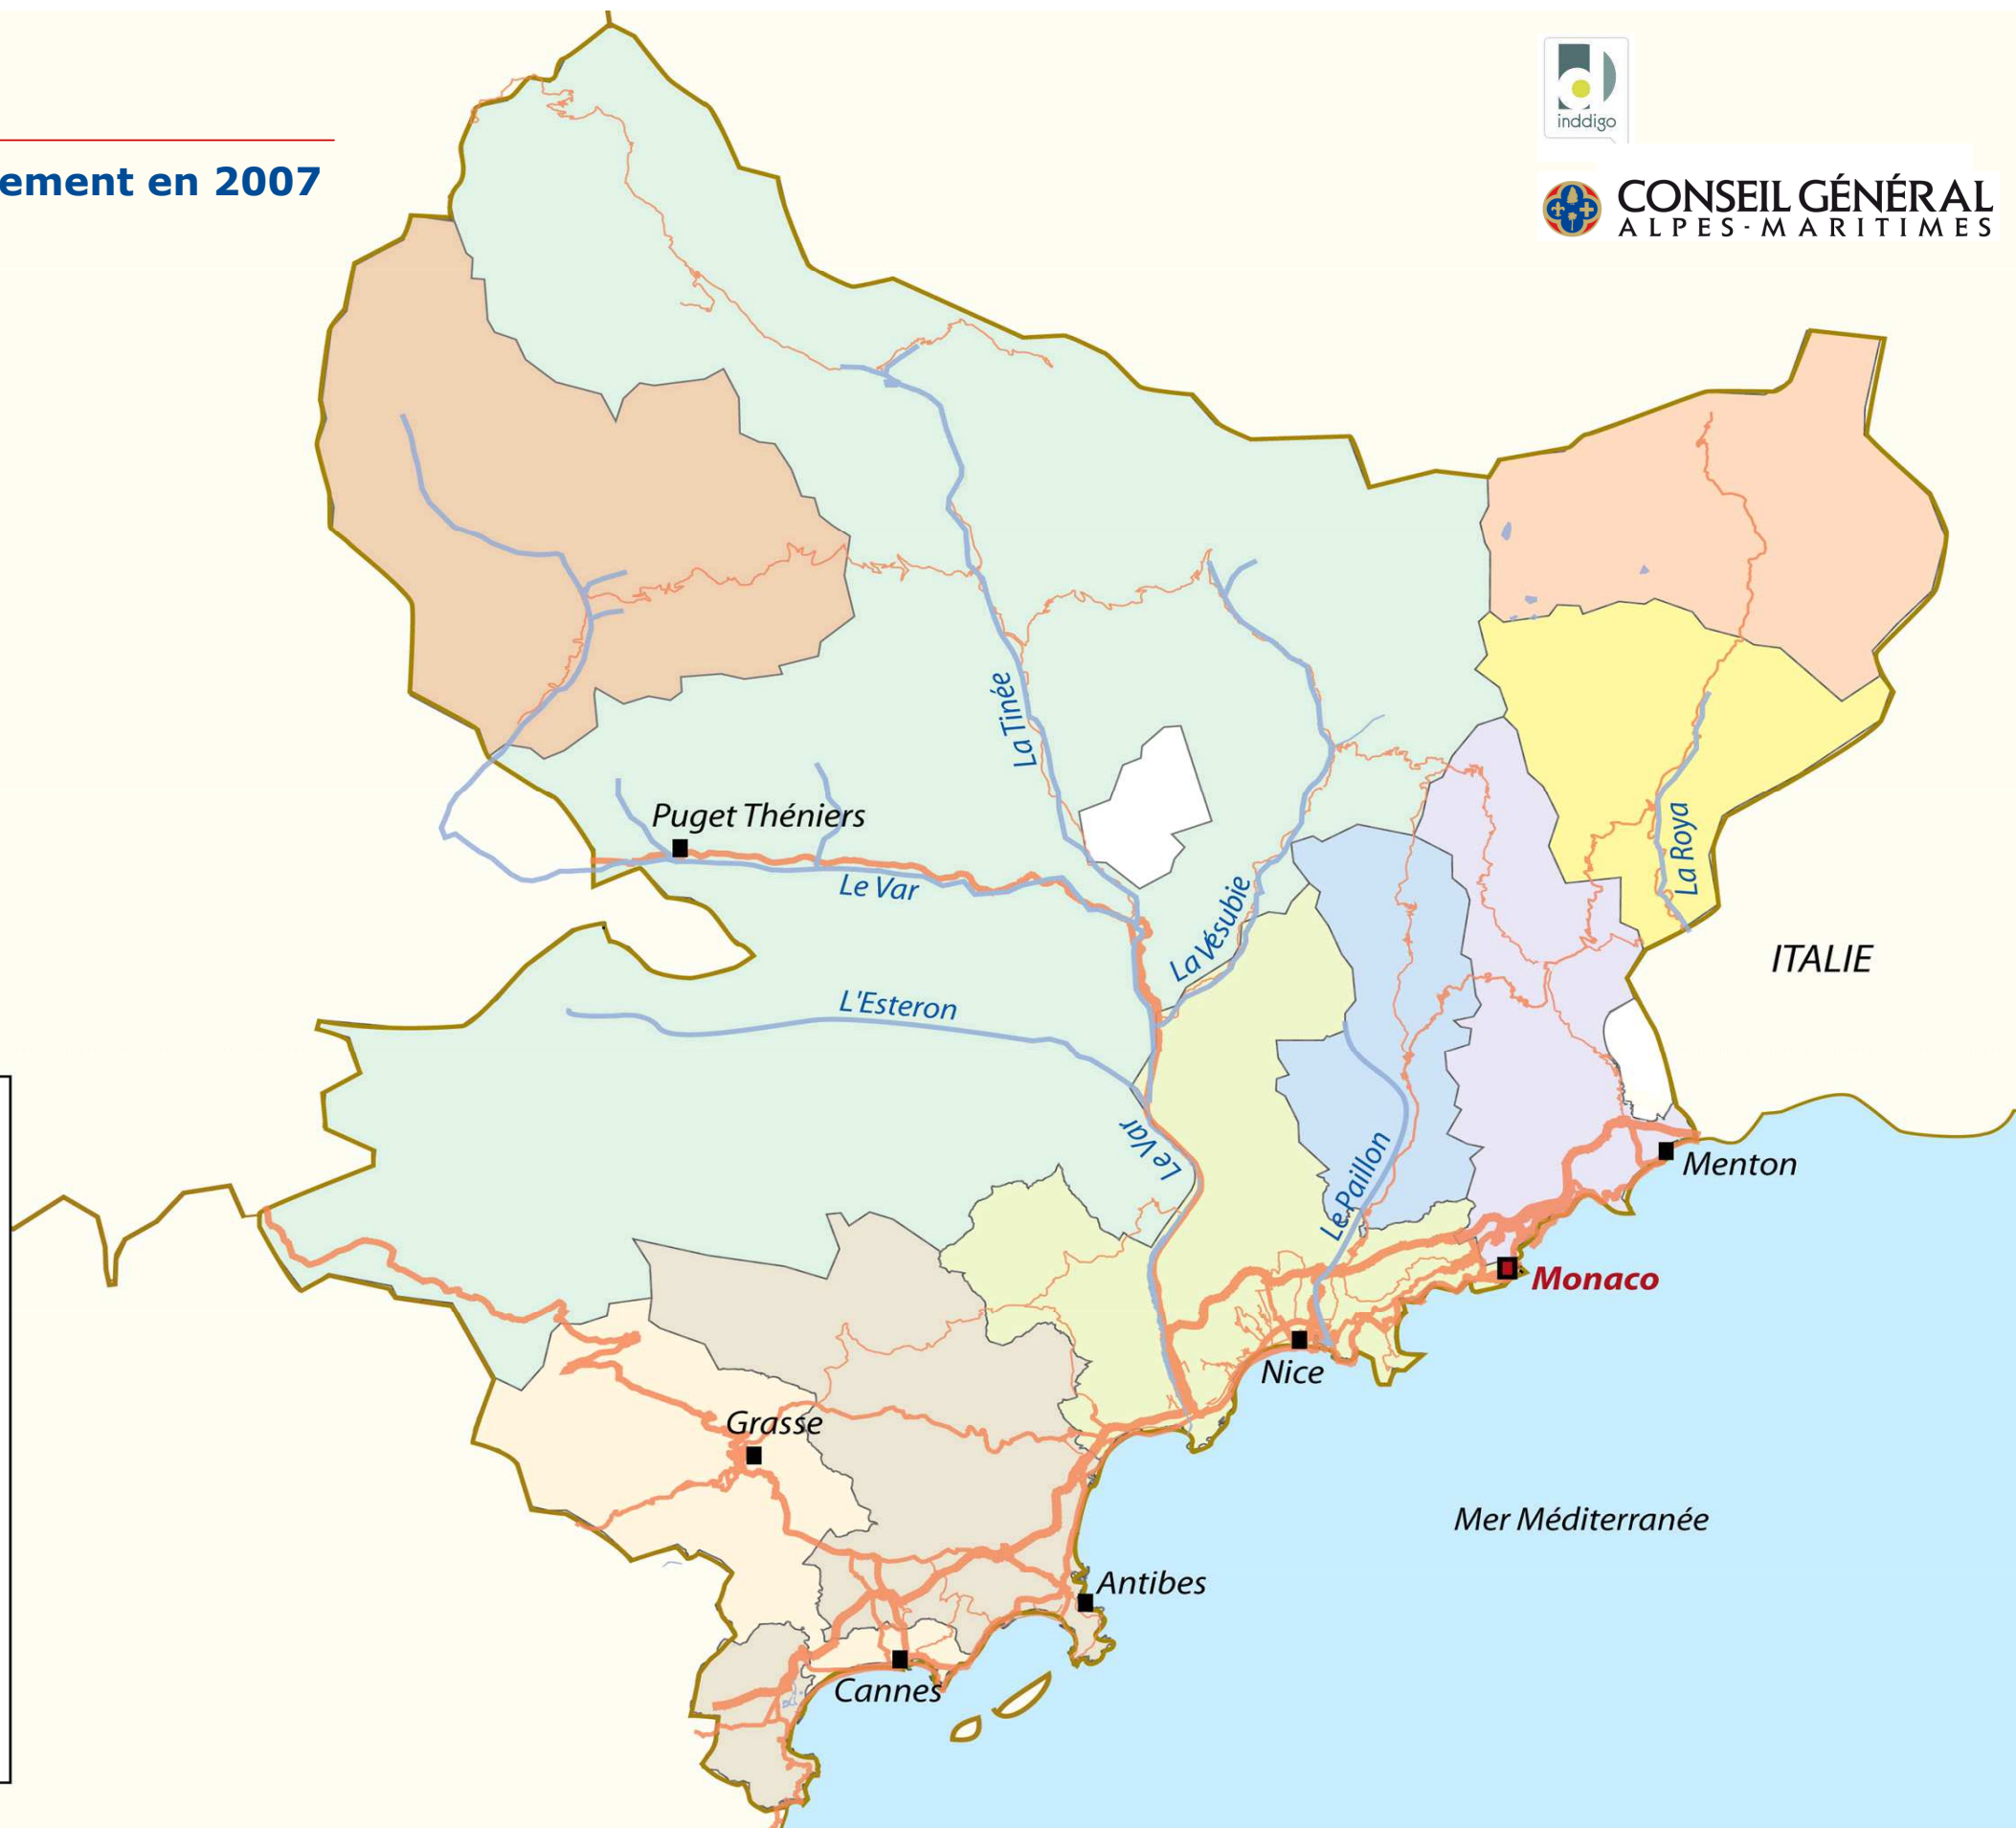 inddigo
ement en 2007
CONSEIL GÉNÉRAL
ALPES-MARITIMES
La Tinée
Puget Théniers
La Roya
Le Var
La Vésubie
ITALIE
L'Esteron
Le Var
Le Paillon
Menton
Monaco
Nice
Grasse
Mer Méditerranée
Antibes
Cannes